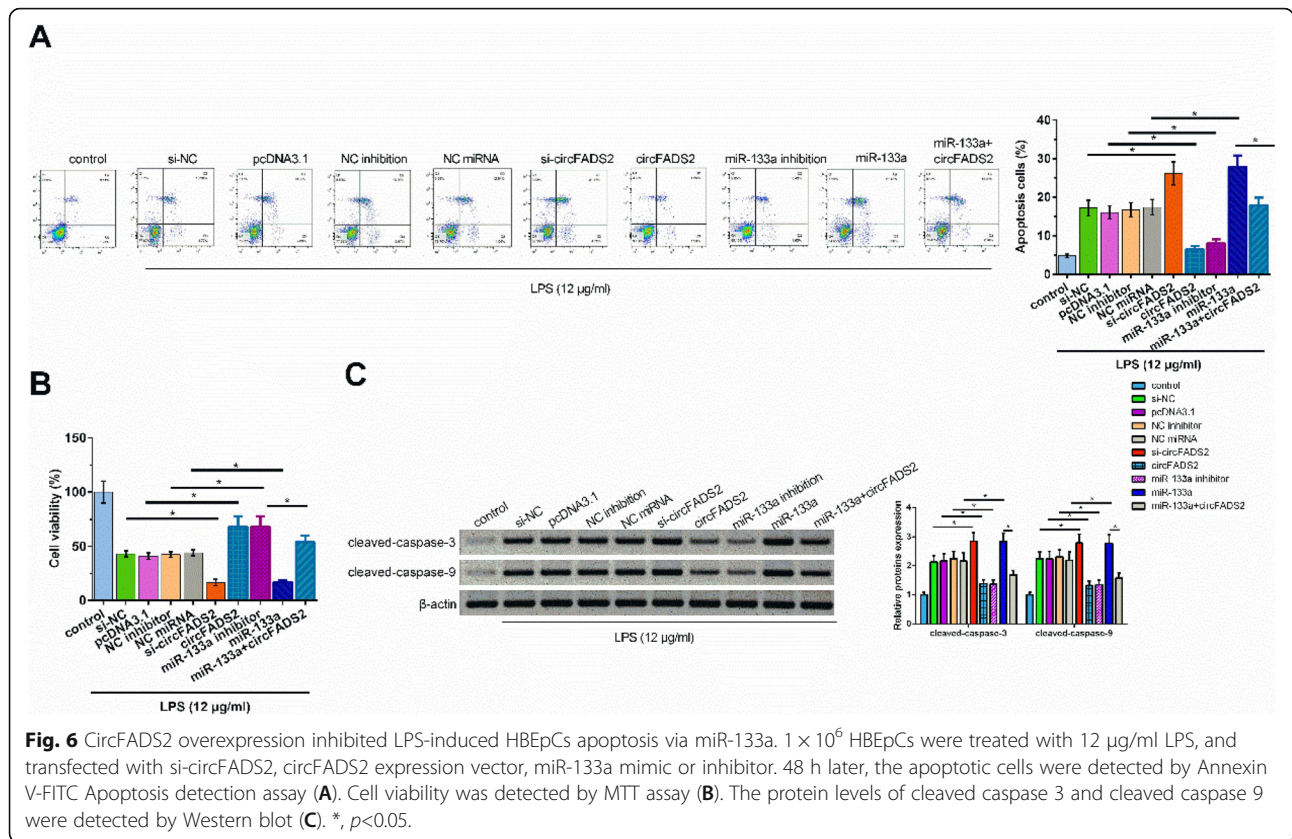 A
control
si-NC
pcDNA3.1
NC inhibition
NC miRNA
si-circFADS2
circFADS2
miR-133a inhibition
miR-133a
miR-133a+
circFADS2
LPS (12 μg/ml)
Apoptosis cells (%)
40
30
20
10
0
control
si-NC
pcDNA3.1
NC inhibitor
NC miRNA
si-circFADS2
circFADS2
miR-133a inhibitor
miR-133a
miR-133a+circFADS2
* * * * *
LPS (12 μg/ml)
B
Cell viability (%)
150
100
50
0
control
si-NC
pcDNA3.1
NC inhibitor
NC miRNA
si-circFADS2
circFADS2
miR-133a inhibitor
miR-133a
miR-133a+circFADS2
* * * * *
LPS (12 μg/ml)
C
control
si-NC
pcDNA3.1
NC inhibition
NC miRNA
si-circFADS2
circFADS2
miR-133a inhibition
miR-133a
miR-133a+circFADS2
cleaved-caspase-3
cleaved-caspase-9
β-actin
LPS (12 μg/ml)
control
si-NC
pcDNA3.1
NC inhibitor
NC miRNA
si-circFADS2
circFADS2
miR 133a inhibitor
miR-133a
miR-133a+circFADS2
Relative proteins expression
4
3
2
1
0
cleaved-caspase-3
cleaved-caspase-9
Fig. 6 CircFADS2 overexpression inhibited LPS-induced HBEpCs apoptosis via miR-133a. 1 × 10⁶ HBEpCs were treated with 12 μg/ml LPS, and
transfected with si-circFADS2, circFADS2 expression vector, miR-133a mimic or inhibitor. 48 h later, the apoptotic cells were detected by Annexin
V-FITC Apoptosis detection assay (A). Cell viability was detected by MTT assay (B). The protein levels of cleaved caspase 3 and cleaved caspase 9
were detected by Western blot (C). *, p<0.05.